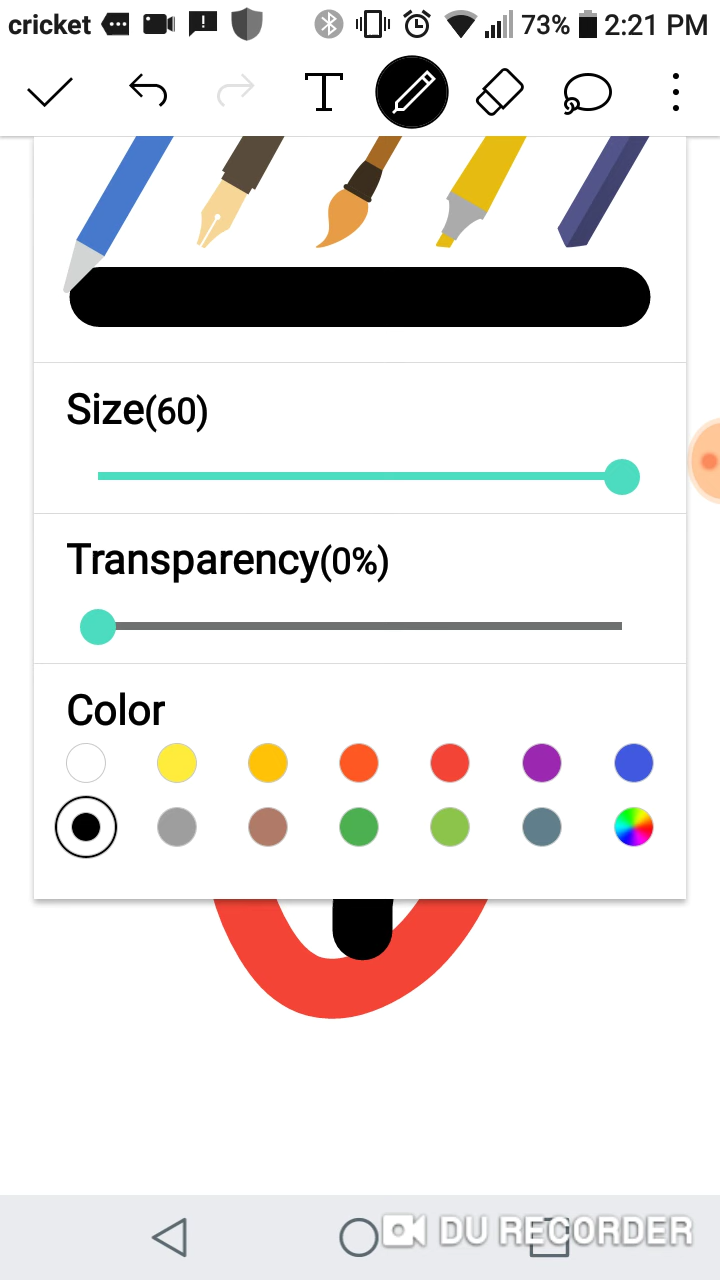 cricket 73% 2:21 PM
T
Size(60)
Transparency(0%)
Color
DU RECORDER